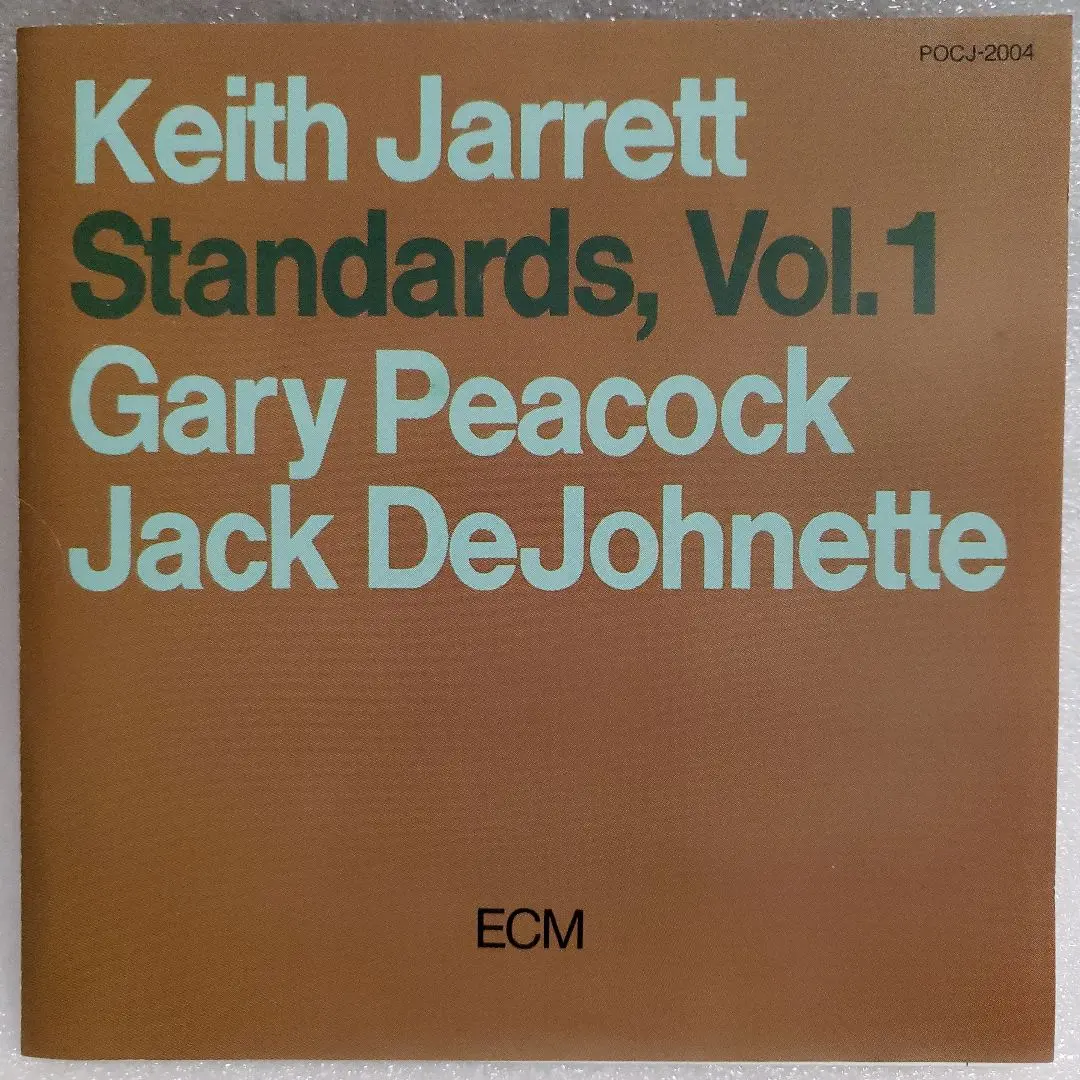 POCJ-2004
Keith Jarrett
Standards, Vol.1
Gary Peacock
Jack DeJohnette
ECM